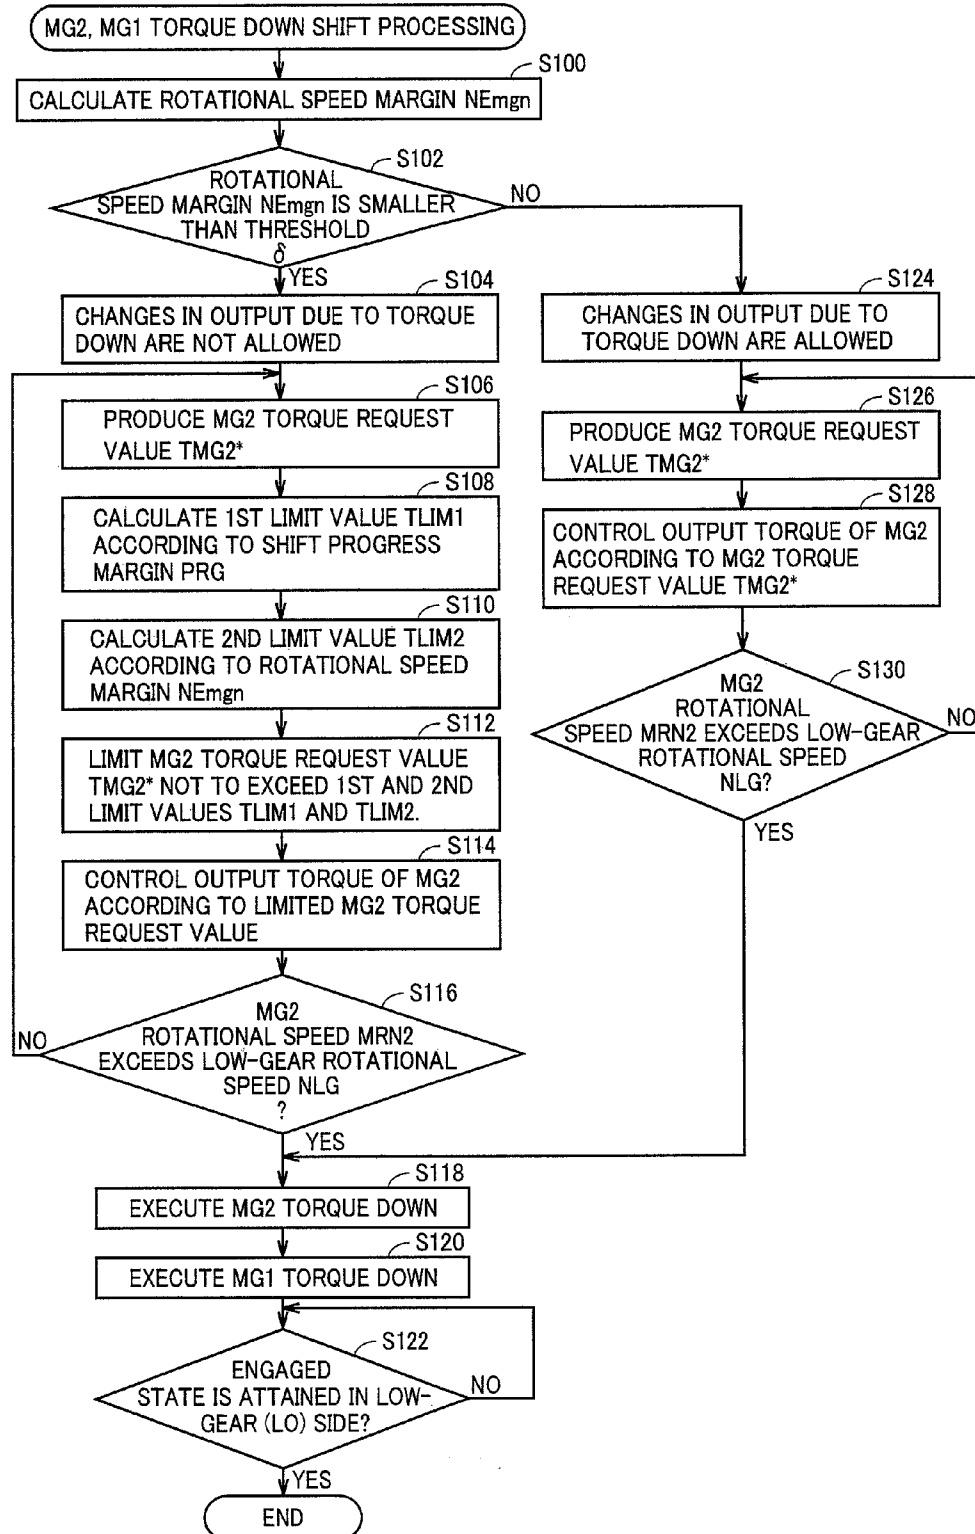 MG2, MG1 TORQUE DOWN SHIFT PROCESSING
S100
CALCULATE ROTATIONAL SPEED MARGIN NEmgn
S102
ROTATIONAL
SPEED MARGIN NEmgn IS SMALLER
THAN THRESHOLD
δ
NO
YES
S104
CHANGES IN OUTPUT DUE TO TORQUE
DOWN ARE NOT ALLOWED
S106
PRODUCE MG2 TORQUE REQUEST
VALUE TMG2*
S108
CALCULATE 1ST LIMIT VALUE TLIM1
ACCORDING TO SHIFT PROGRESS
MARGIN PRG
S110
CALCULATE 2ND LIMIT VALUE TLIM2
ACCORDING TO ROTATIONAL SPEED
MARGIN NEmgn
S112
LIMIT MG2 TORQUE REQUEST VALUE
TMG2* NOT TO EXCEED 1ST AND 2ND
LIMIT VALUES TLIM1 AND TLIM2.
S114
CONTROL OUTPUT TORQUE OF MG2
ACCORDING TO LIMITED MG2 TORQUE
REQUEST VALUE
S116
MG2
ROTATIONAL SPEED MRN2
EXCEEDS LOW-GEAR ROTATIONAL
SPEED NLG
?
NO
YES
S124
CHANGES IN OUTPUT DUE TO
TORQUE DOWN ARE ALLOWED
S126
PRODUCE MG2 TORQUE REQUEST
VALUE TMG2*
S128
CONTROL OUTPUT TORQUE OF MG2
ACCORDING TO MG2 TORQUE
REQUEST VALUE TMG2*
S130
MG2
ROTATIONAL
SPEED MRN2 EXCEEDS LOW-GEAR
ROTATIONAL SPEED
NLG?
NO
YES
S118
EXECUTE MG2 TORQUE DOWN
S120
EXECUTE MG1 TORQUE DOWN
S122
ENGAGED
STATE IS ATTAINED IN LOW-
GEAR (LO) SIDE?
NO
YES
END